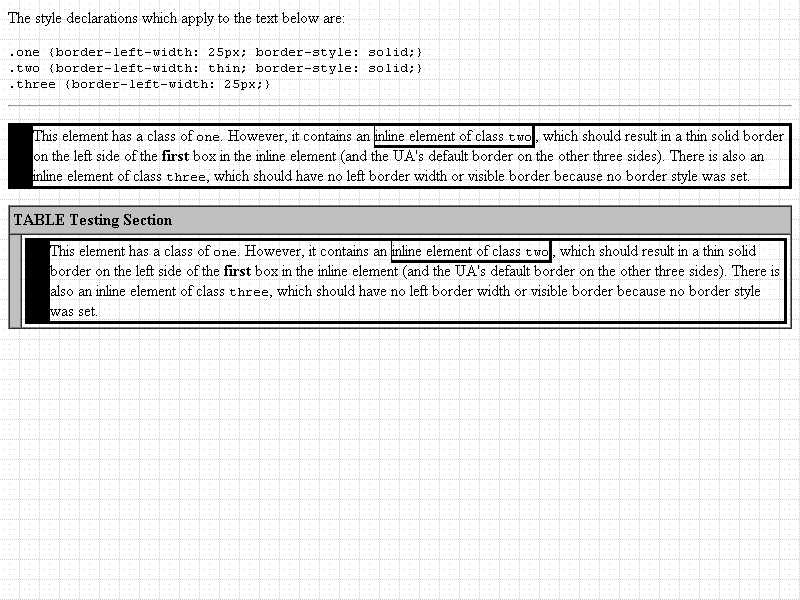 The style declarations which apply to the text below are:
.one {border-left-width: 25px; border-style: solid;}
.two {border-left-width: thin; border-style: solid;}
.three {border-left-width: 25px;}
This element has a class of one. However, it contains an inline element of class two, which should result in a thin solid border
on the left side of the first box in the inline element (and the UA's default border on the other three sides). There is also an
inline element of class three, which should have no left border width or visible border because no border style was set.
TABLE Testing Section
This element has a class of one. However, it contains an inline element of class two, which should result in a thin solid
border on the left side of the first box in the inline element (and the UA's default border on the other three sides). There is
also an inline element of class three, which should have no left border width or visible border because no border style
was set.